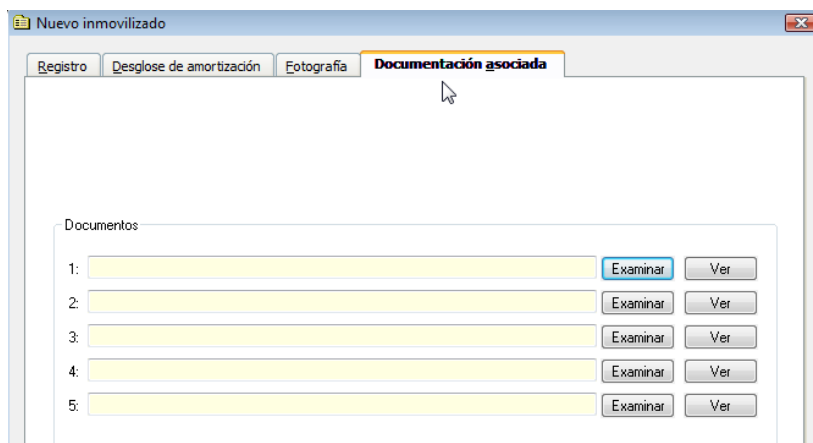 Nuevo inmovilizado
Registro Desglose de amortización Fotografía Documentación asociada
Documentos
1: Examinar Ver
2: Examinar Ver
3: Examinar Ver
4: Examinar Ver
5: Examinar Ver